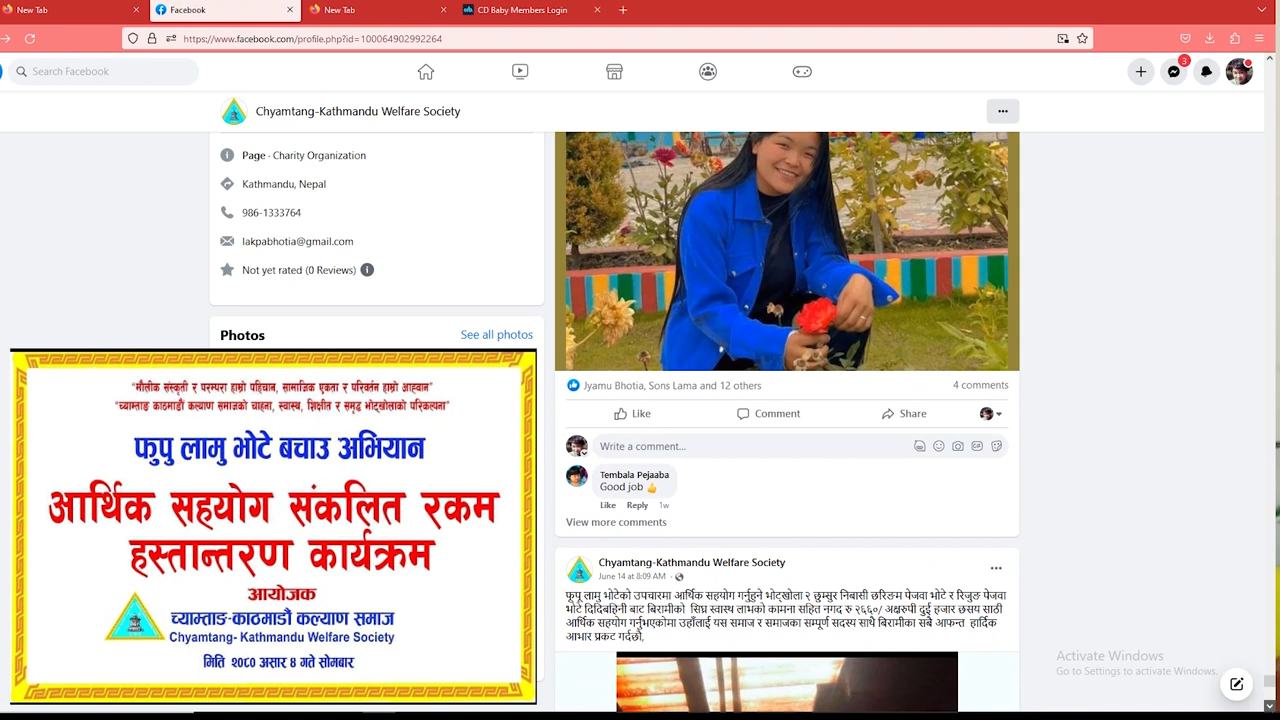 New Tab
Facebook
New Tab
CD Baby Members Login
https://www.facebook.com/profile.php?id=100064902992264
Search Facebook
3
Chyamtang-Kathmandu Welfare Society
Page · Charity Organization
Kathmandu, Nepal
986-1333764
lakpabhotia@gmail.com
Not yet rated (0 Reviews)
Photos
See all photos
"मौलीक संस्कृती र परम्परा हाम्रो पहिचान, सामाजिक एकता र परिवर्तन हाम्रो आह्वान"
"च्याम्ताङ काठमाडौं कल्याण समाजको चाहना, स्वास्थ, शिक्षीत र समृद्ध भोट्खोलाको परिकल्पना"
फुपु लामु भोटे बचाउ अभियान
आर्थिक सहयोग संकलित रकम
हस्तान्तरण कार्यक्रम
आयोजक
च्याम्ताङ-काठमाडौं कल्याण समाज
Chyamtang- Kathmandu Welfare Society
मिति २०८० असार ४ गते सोमबार
Jyamu Bhotia, Sons Lama and 12 others
4 comments
Like
Comment
Share
Write a comment...
Tembala Pejaaba
Good job 👍
Like Reply 1w
View more comments
Chyamtang-Kathmandu Welfare Society
June 14 at 8:09 AM ·
फुपु लामु भोटेको उपचारमा आर्थिक सहयोग गर्नुहुने भोट्खोला र छुम्सुर निबासी छरिङम पेजवा भोटे र रिजुङ पेजवा
भोटे दिदिबहिनी बाट बिरामीको सिघ्र स्वास्थ लाभको कामना सहित नगद रु २६६०/ अक्षरुपी दुई हजार छसय साठी
आर्थिक सहयोग गर्नुभएकोमा उहाँलाई यस समाज र समाजका सम्पूर्ण सदस्य साथै बिरामीका सबै आफन्त हार्दिक
आभार प्रकट गर्दछौं,
Activate Windows
Go to Settings to activate Windows.